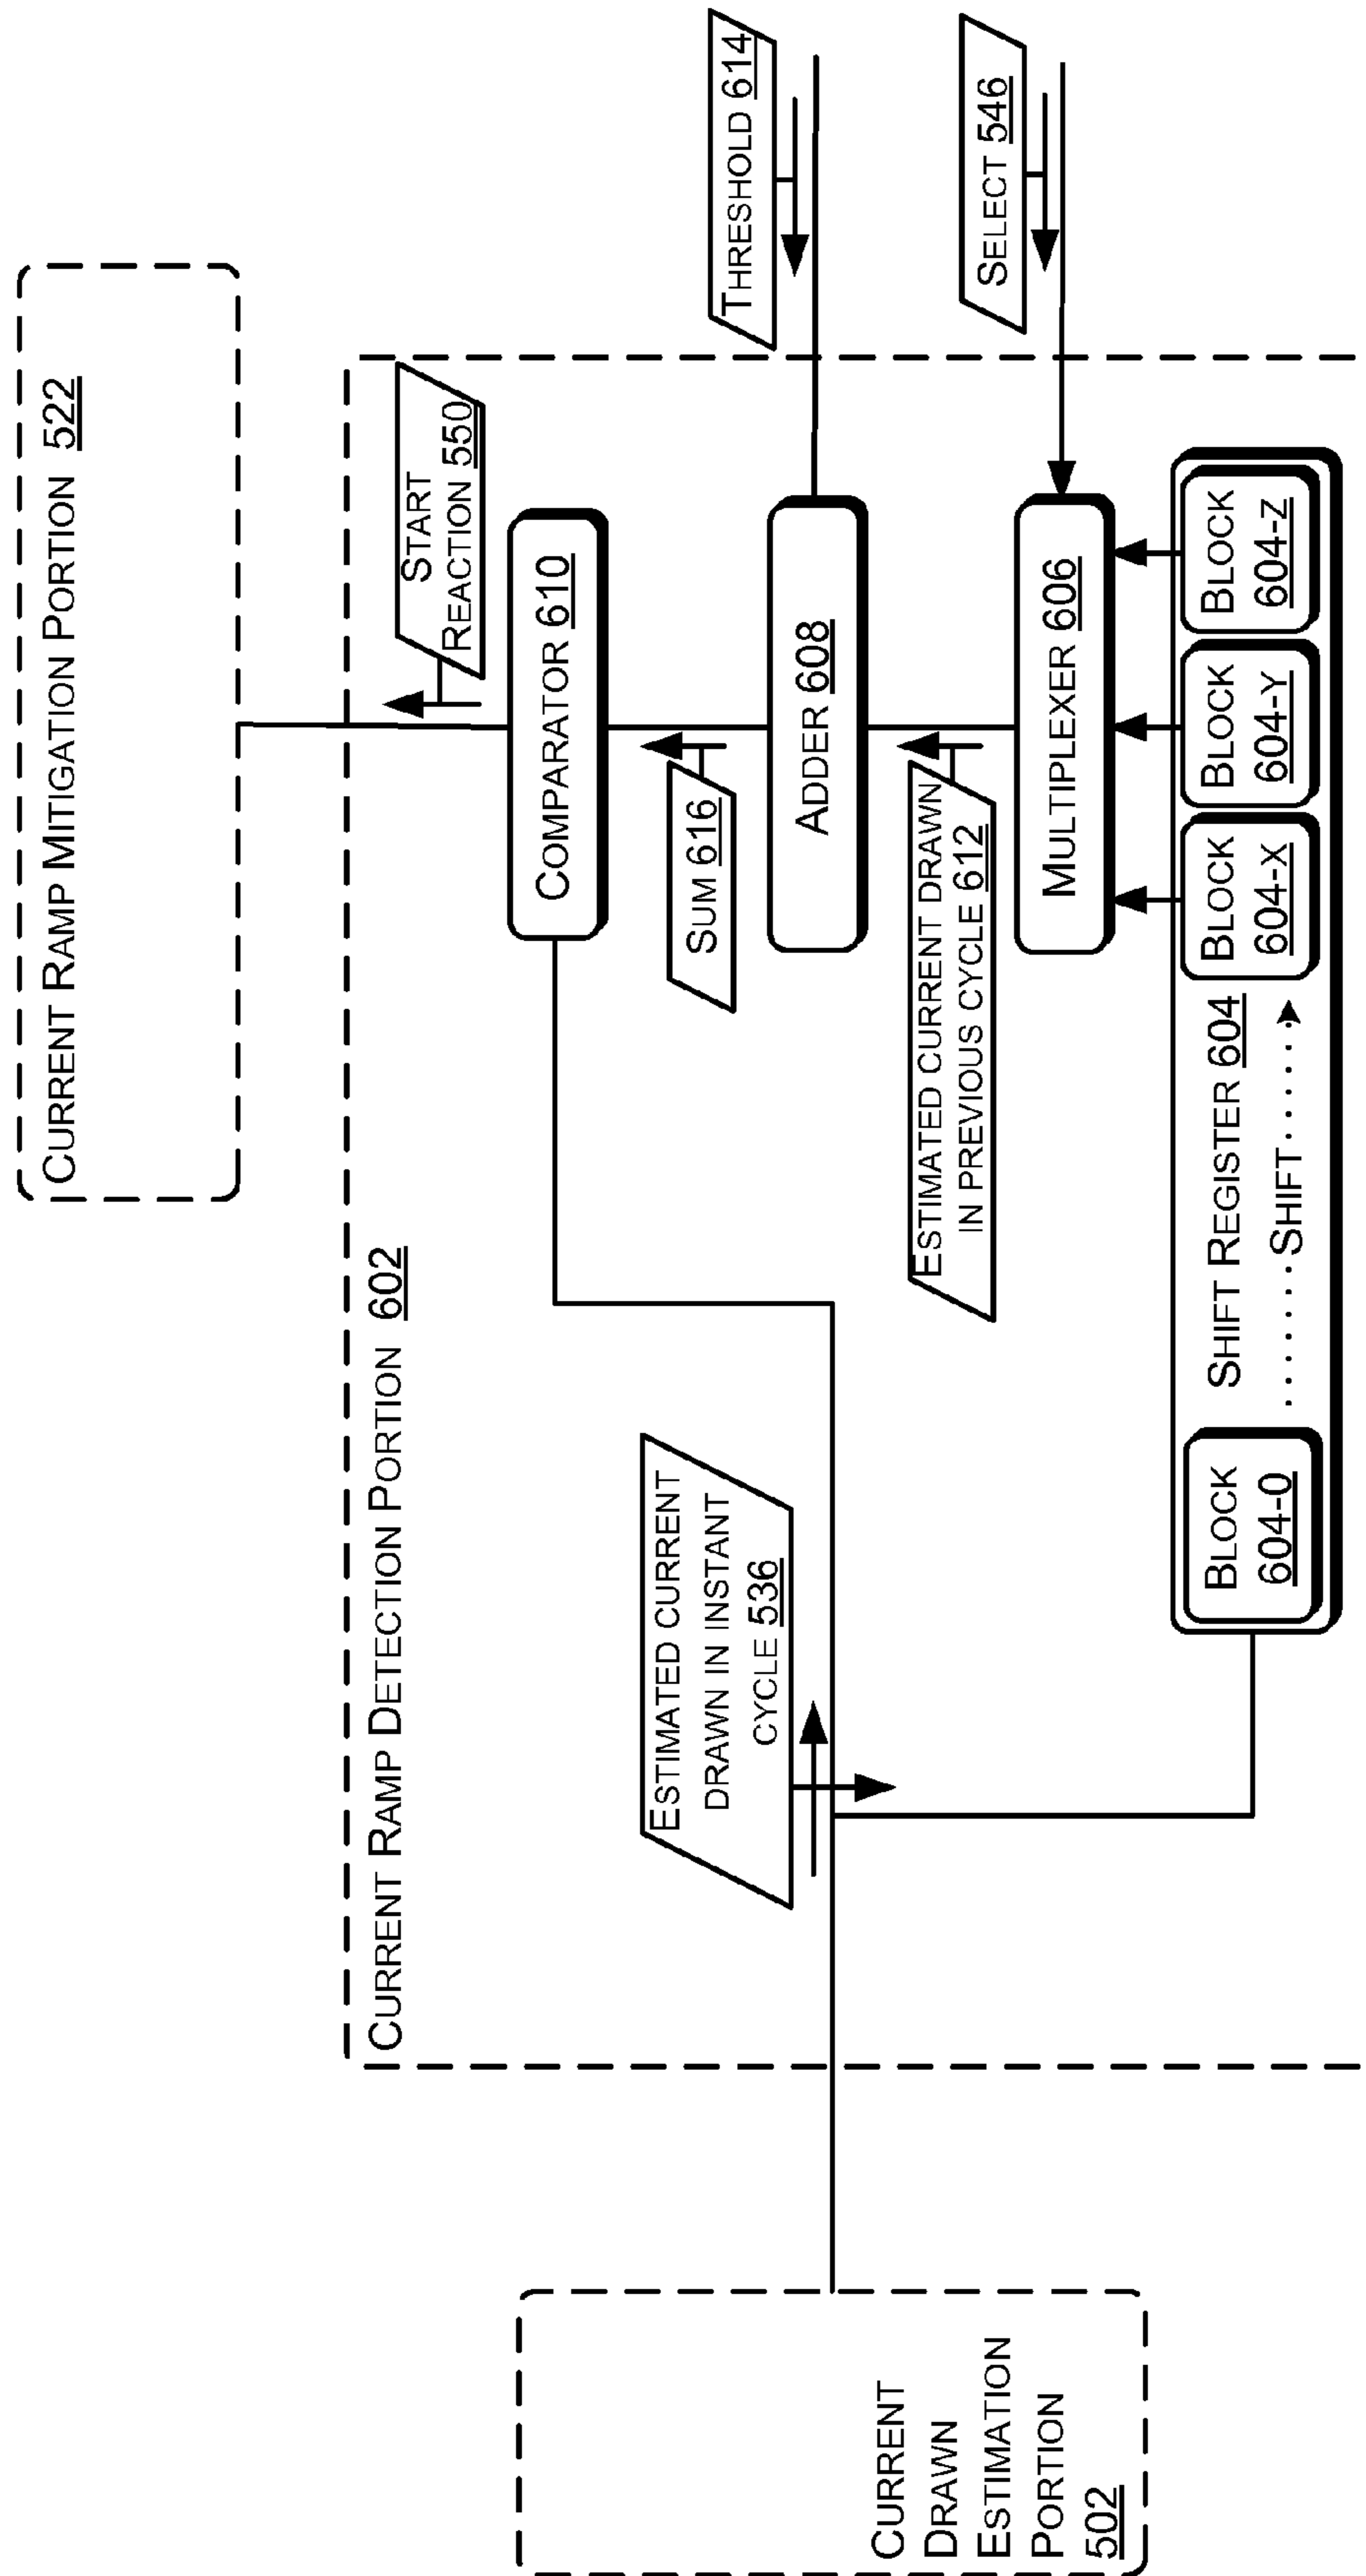 CURRENT RAMP MITIGATION PORTION 522
CURRENT RAMP DETECTION PORTION 602
START
REACTION 550
COMPARATOR 610
THRESHOLD 614
SUM 616
ADDER 608
ESTIMATED CURRENT
DRAWN IN INSTANT
CYCLE 536
ESTIMATED CURRENT DRAWN
IN PREVIOUS CYCLE 612
SELECT 546
MULTIPLEXER 606
CURRENT
DRAWN
ESTIMATION
PORTION
502
BLOCK
604-0
SHIFT REGISTER 604
SHIFT
BLOCK
604-X
BLOCK
604-Y
BLOCK
604-Z